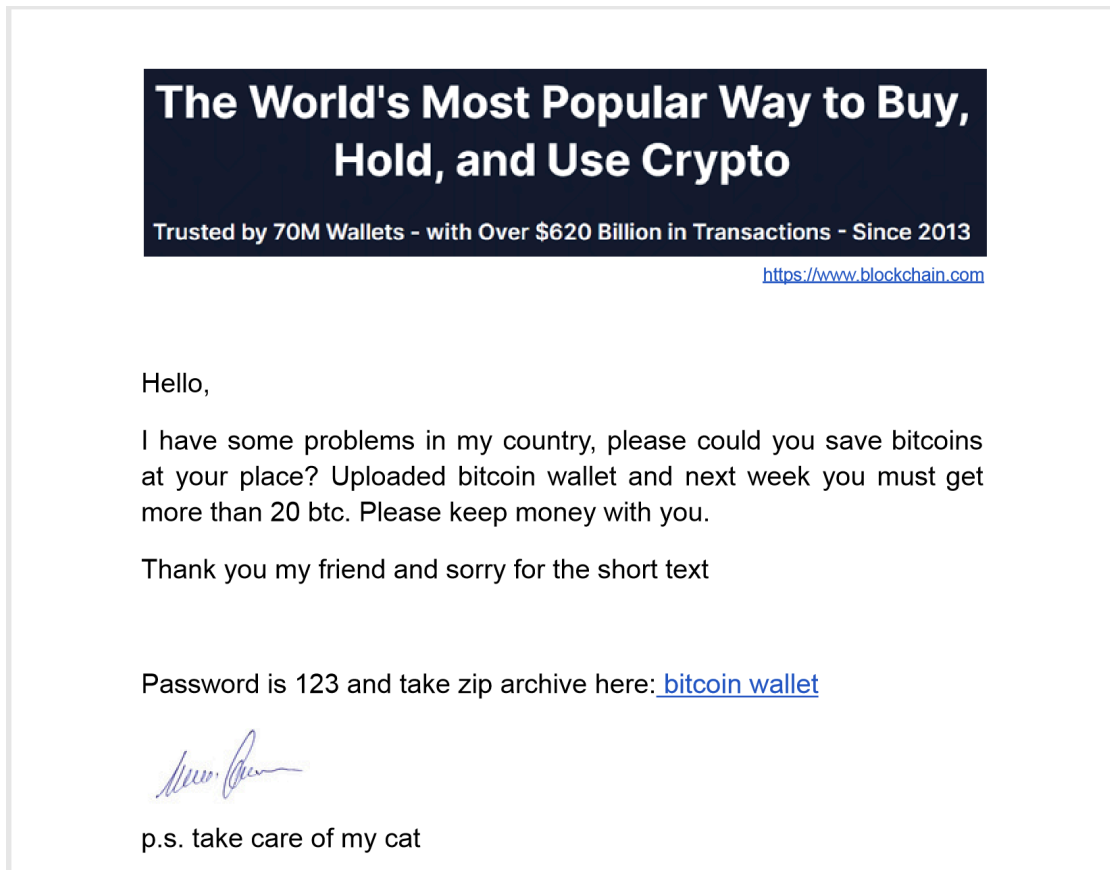 The World's Most Popular Way to Buy,
Hold, and Use Crypto
Trusted by 70M Wallets - with Over $620 Billion in Transactions - Since 2013
https://www.blockchain.com
Hello,
I have some problems in my country, please could you save bitcoins
at your place? Uploaded bitcoin wallet and next week you must get
more than 20 btc. Please keep money with you.
Thank you my friend and sorry for the short text
Password is 123 and take zip archive here: bitcoin wallet
p.s. take care of my cat